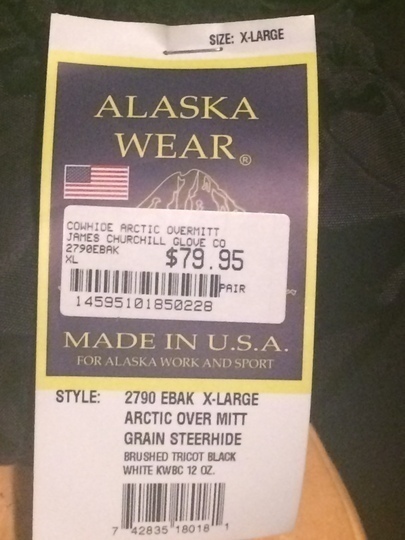 SIZE: X-LARGE
ALASKA
WEAR®
COWHIDE ARCTIC OVERMITT
JAMES CHURCHILL GLOVE CO
2790EBAK
XL
$79.95
PAIR
14595101850228
MADE IN U.S.A.
FOR ALASKA WORK AND SPORT
STYLE: 2790 EBAK X-LARGE
ARCTIC OVER MITT
GRAIN STEERHIDE
BRUSHED TRICOT BLACK
WHITE KWBC 12 OZ.
7 42835 18018 1